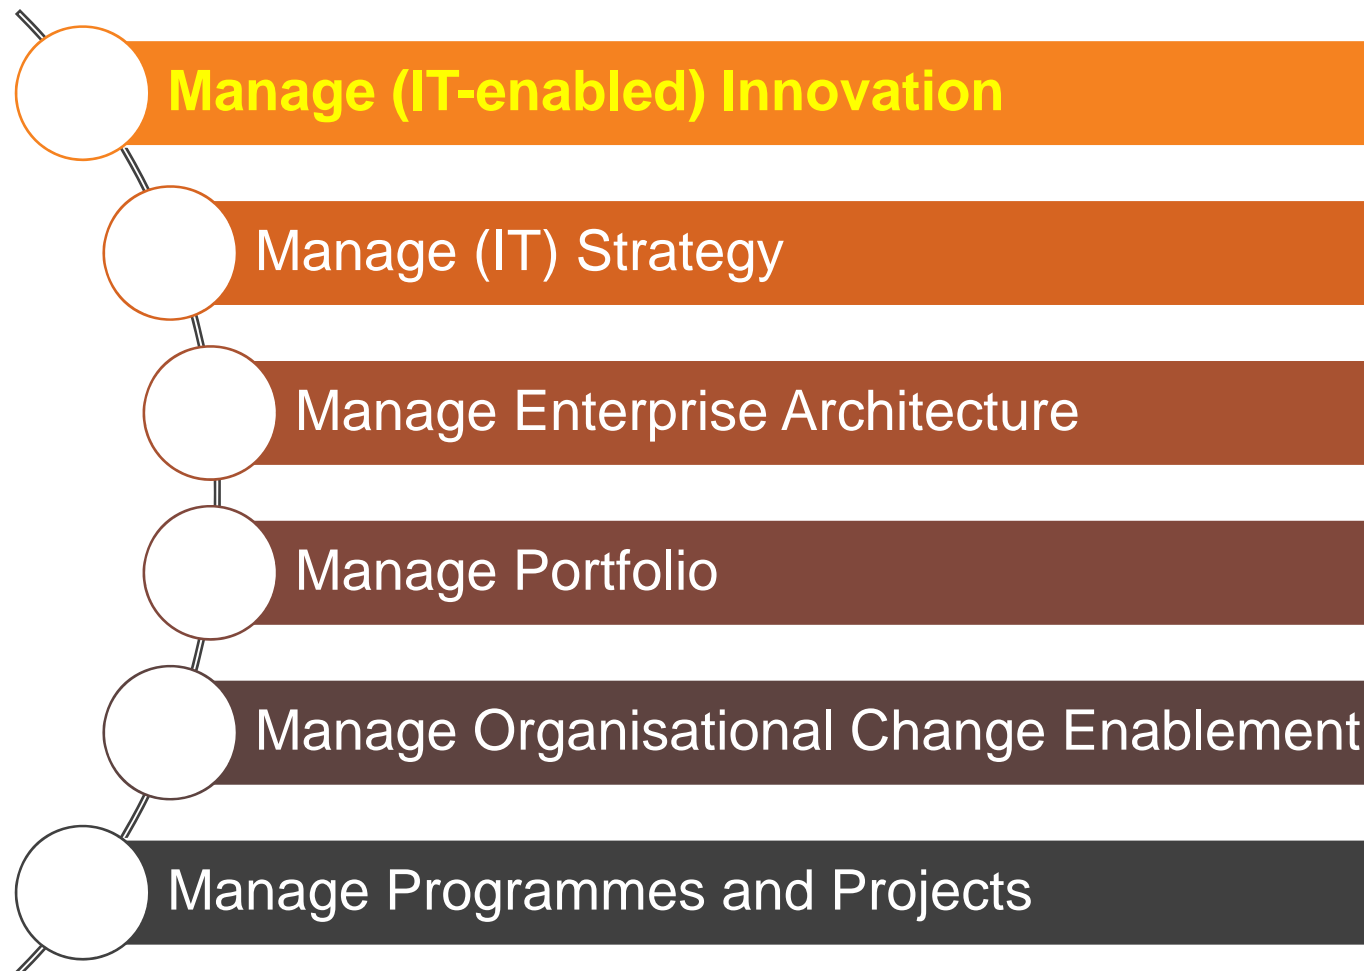 Manage (IT-enabled) Innovation
Manage (IT) Strategy
Manage Enterprise Architecture
Manage Portfolio
Manage Organisational Change Enablement
Manage Programmes and Projects